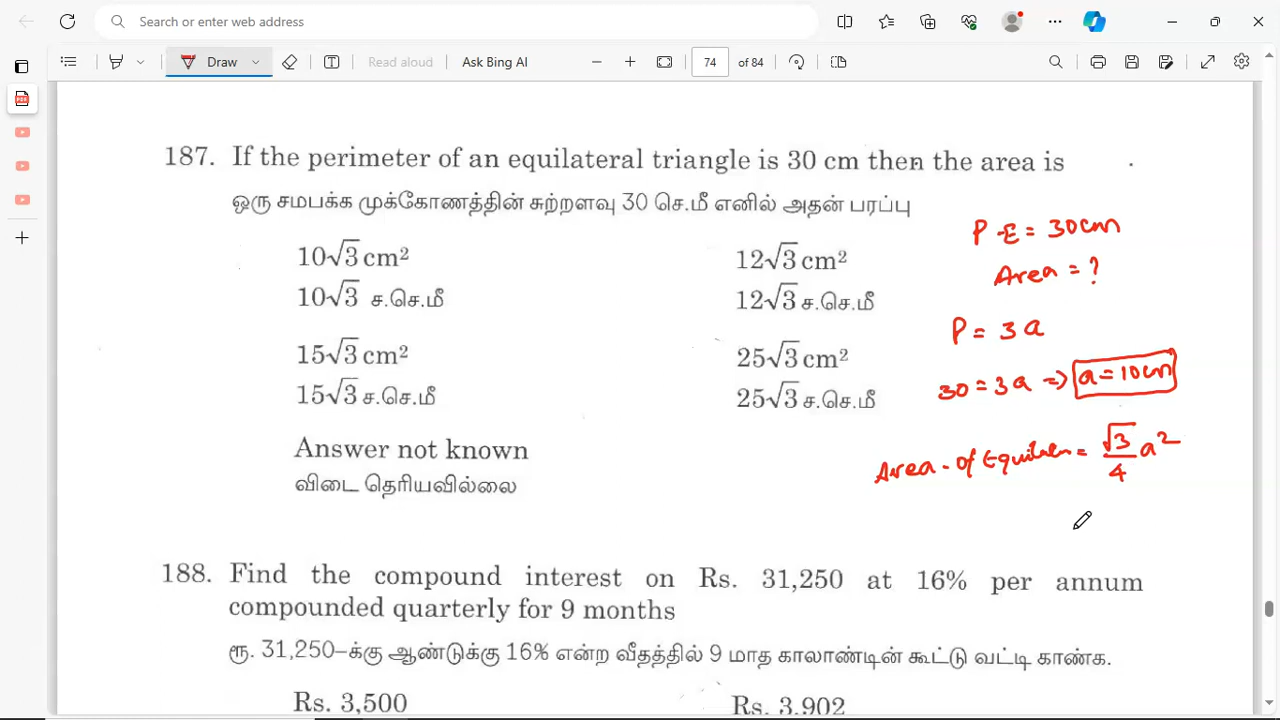 Search or enter web address
Draw
Read aloud
Ask Bing AI
74
of 84
187. If the perimeter of an equilateral triangle is 30 cm then the area is
ஒரு சமபக்க முக்கோணத்தின் சுற்றளவு 30 செ.மீ எனில் அதன் பரப்பு
10√3 cm²
12√3 cm²
10√3 ச.செ.மீ
12√3 ச.செ.மீ
15√3 cm²
25√3 cm²
15√3 ச.செ.மீ
25√3 ச.செ.மீ
Answer not known
விடை தெரியவில்லை
P -E = 30cm
Area = ?
P = 3a
30 = 3a => a = 10cm
Area - of Equilen = √3/4 a²
188. Find the compound interest on Rs. 31,250 at 16% per annum
compounded quarterly for 9 months
ரூ. 31,250–க்கு ஆண்டுக்கு 16% என்ற வீதத்தில் 9 மாத காலாண்டின் கூட்டு வட்டி காண்க.
Rs. 3,500
Rs. 3,902